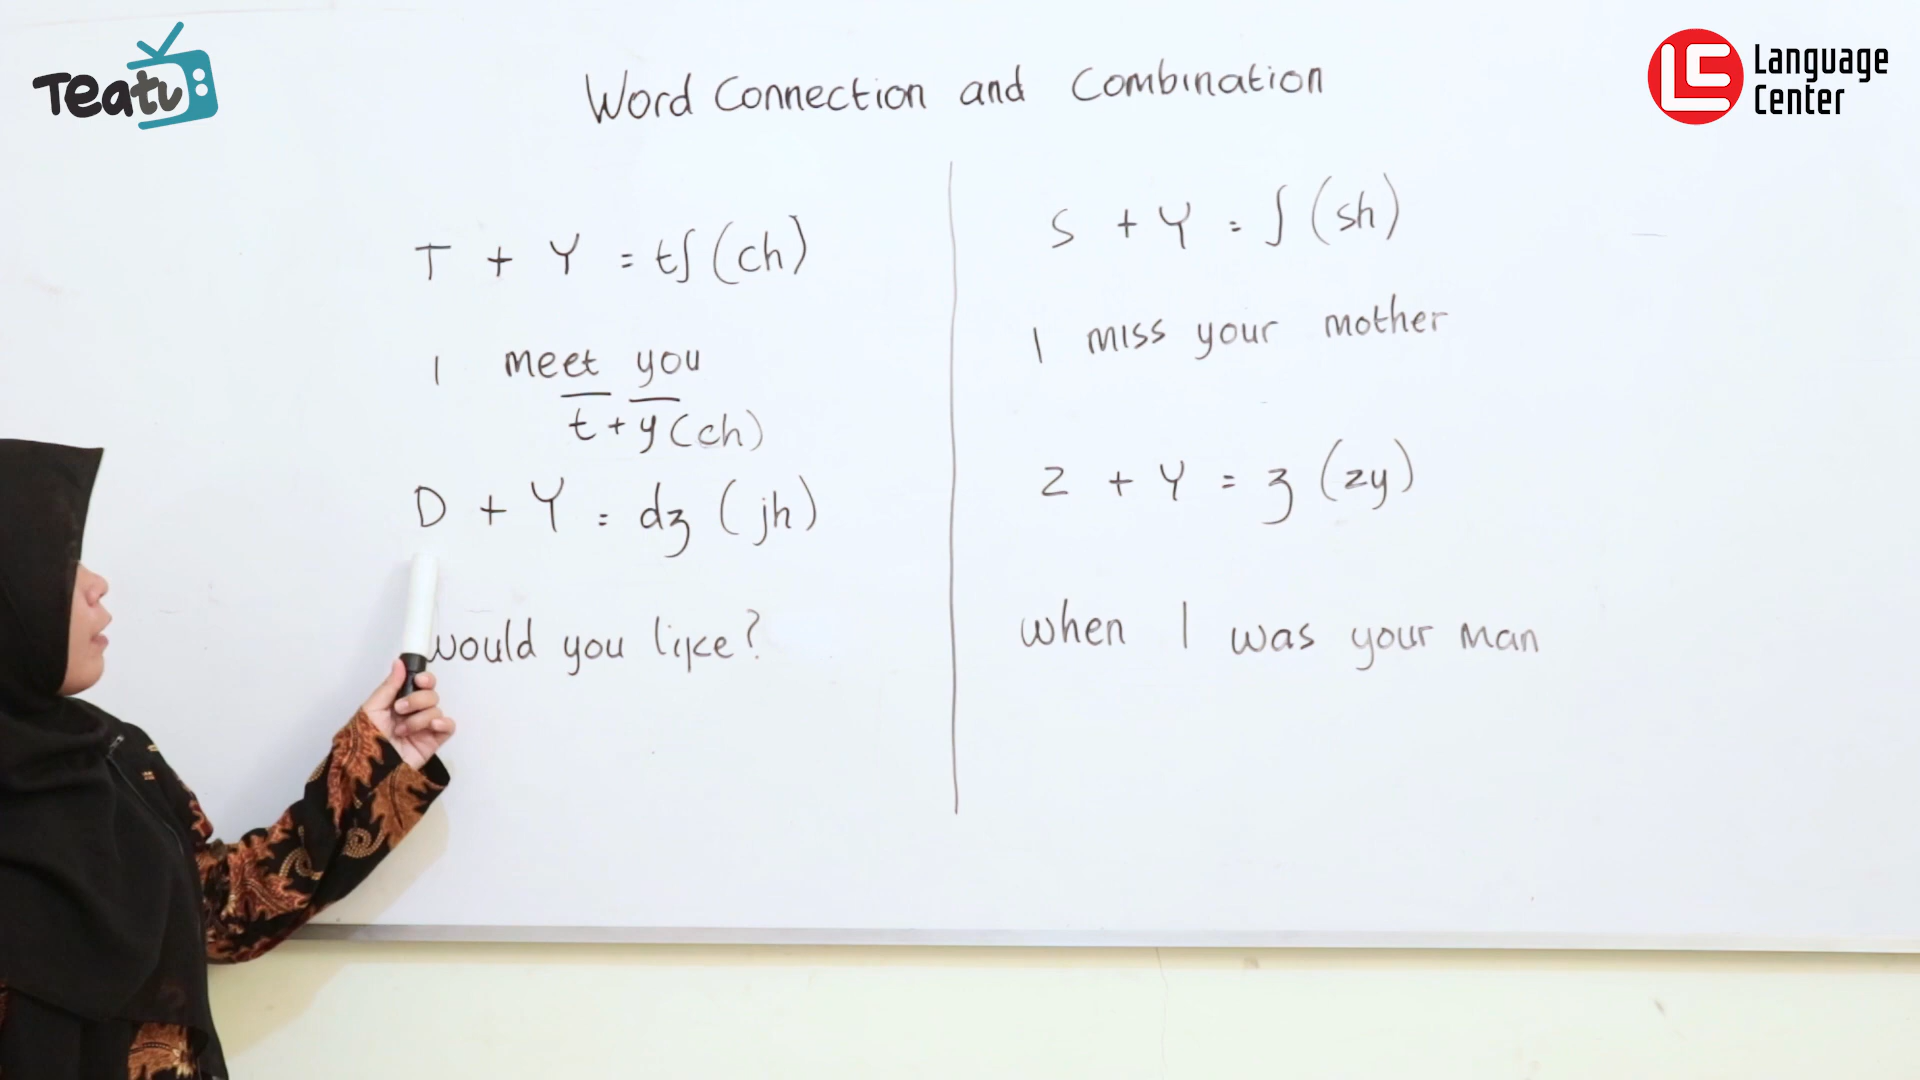 Teatv
LC Language Center
Word Connection and Combination
T + Y = tʃ (ch)
I meet you
t + y (ch)
D + Y = dʒ (jh)
would you like?
S + Y = ʃ (sh)
I miss your mother
Z + Y = ʒ (zy)
when I was your man